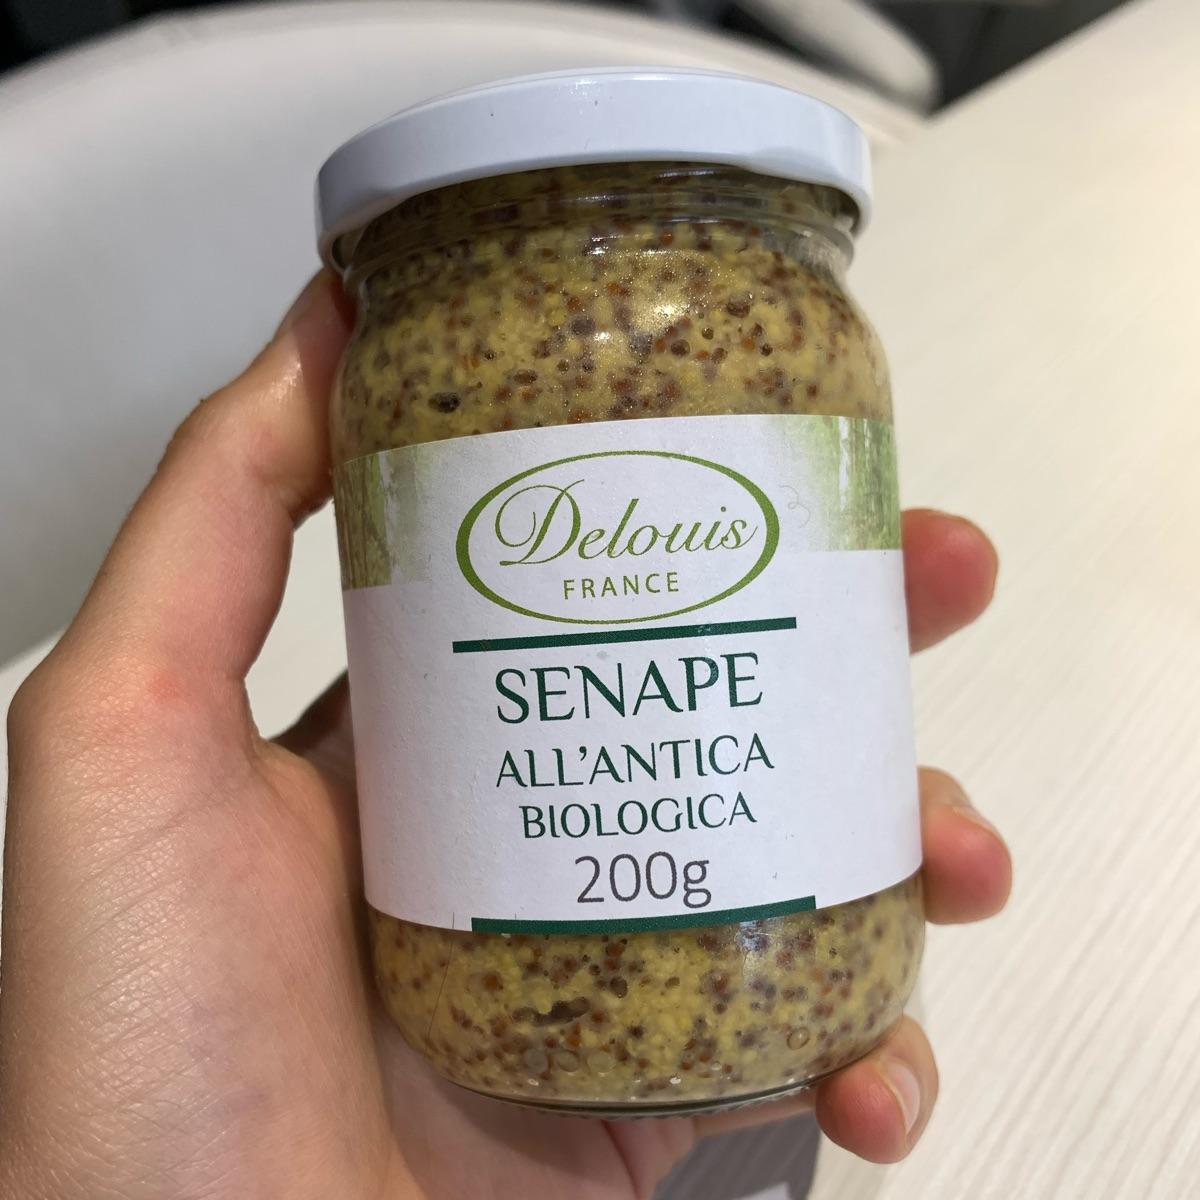 Delouis
FRANCE
SENAPE
ALL'ANTICA
BIOLOGICA
200g